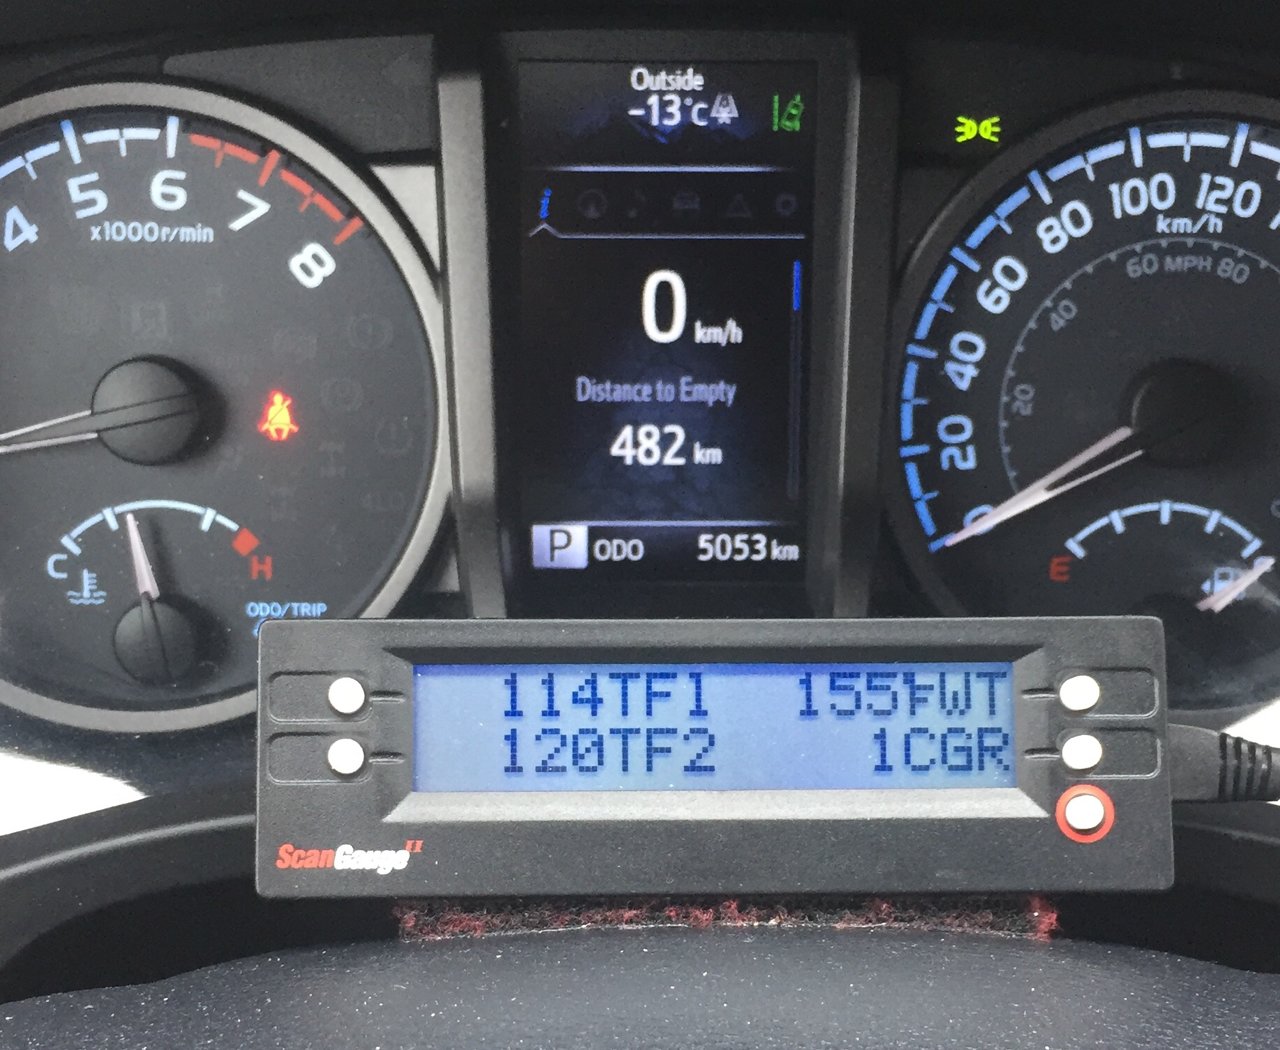 Outside
-13°C
4 5 6 7 8
x1000r/min
0 km/h
Distance to Empty
482 km
P ODO 5053 km
C H
ODO/TRIP
0 20 40 60 80 100 120
km/h
20 40 60 MPH 80
E
114TF1 155FWT
120TF2 1CGR
ScanGauge II